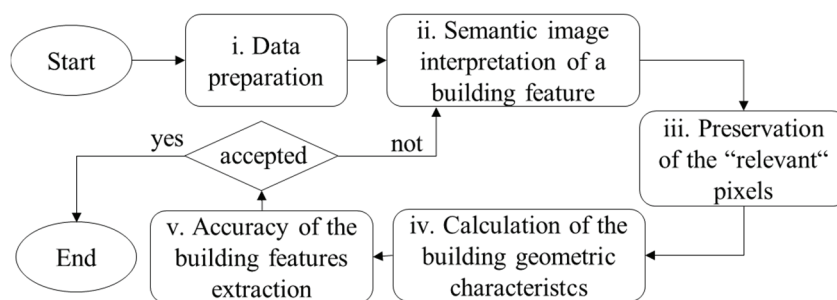 Start
i. Data
preparation
ii. Semantic image
interpretation of a
building feature
iii. Preservation
of the “relevant“
pixels
iv. Calculation of the
building geometric
characteristcs
v. Accuracy of the
building features
extraction
accepted
yes
not
End